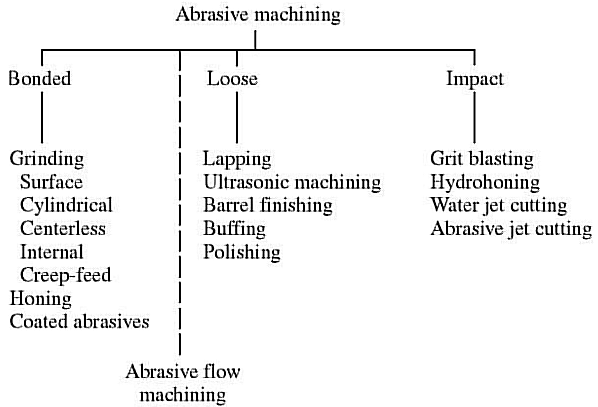 Abrasive machining
Bonded
Loose
Impact
Grinding
Surface
Cylindrical
Centerless
Internal
Creep-feed
Honing
Coated abrasives
Lapping
Ultrasonic machining
Barrel finishing
Buffing
Polishing
Grit blasting
Hydrohoning
Water jet cutting
Abrasive jet cutting
Abrasive flow
machining